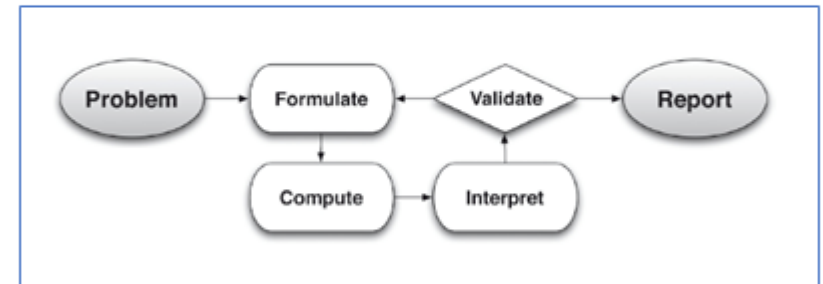 Problem
Formulate
Validate
Report
Compute
Interpret